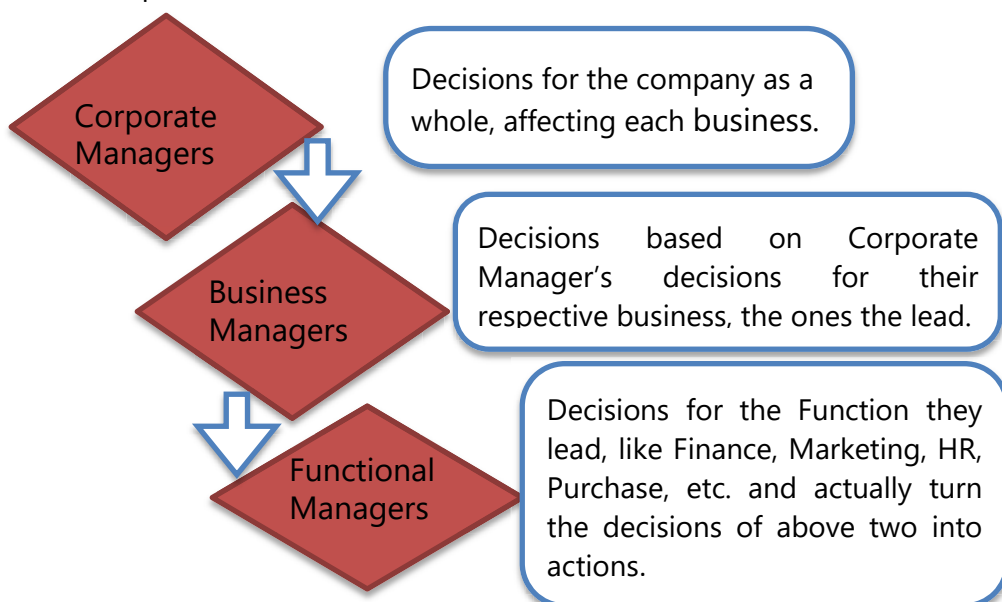 Corporate
Managers
Decisions for the company as a
whole, affecting each business.
Business
Managers
Decisions based on Corporate
Manager’s decisions for their
respective business, the ones the lead.
Functional
Managers
Decisions for the Function they
lead, like Finance, Marketing, HR,
Purchase, etc. and actually turn
the decisions of above two into
actions.